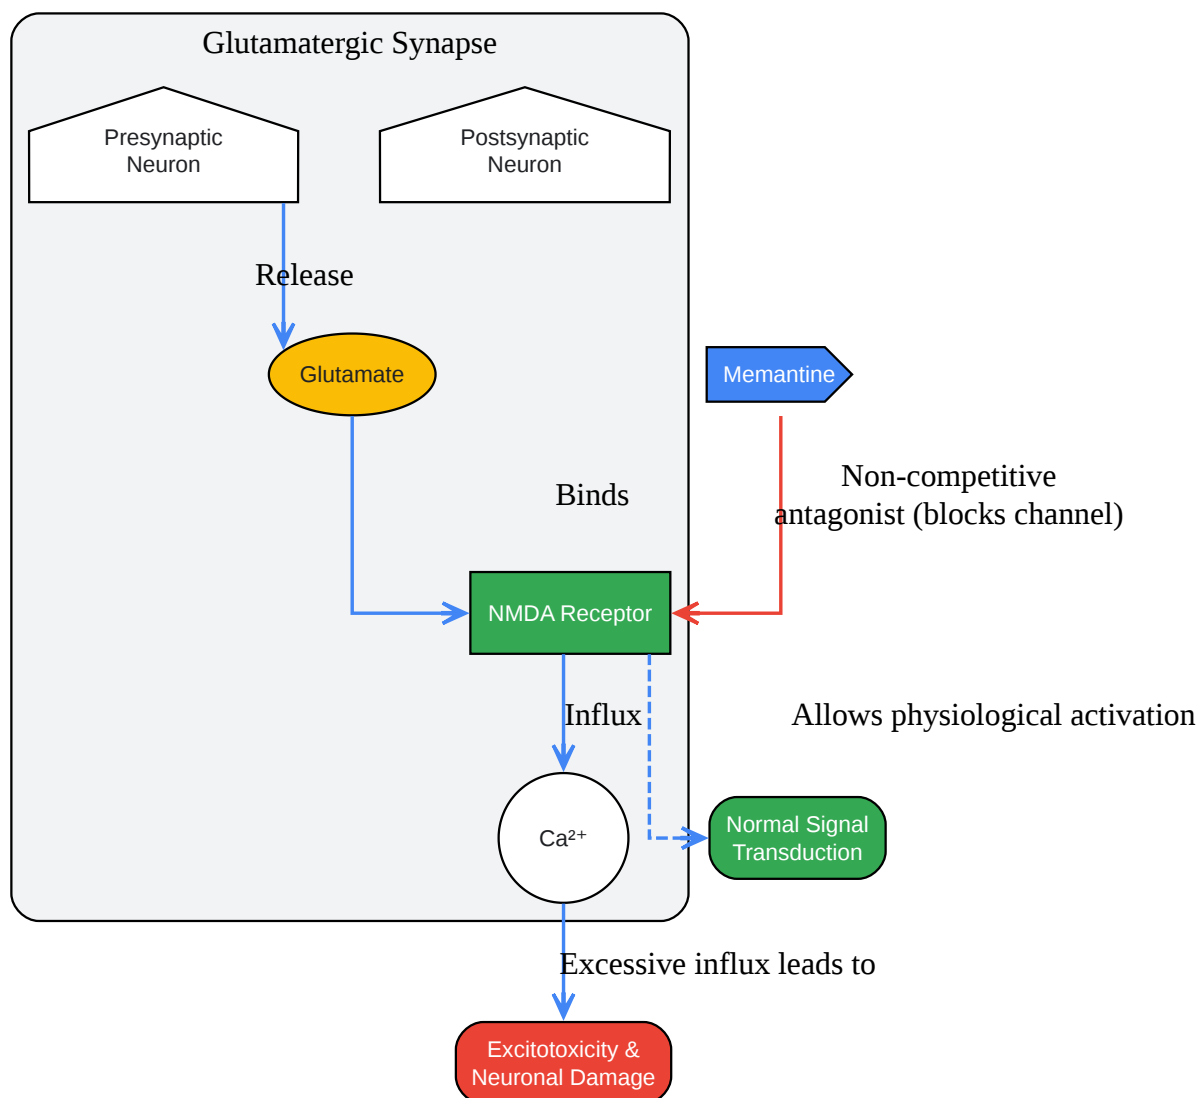 Glutamatergic Synapse
Presynaptic
Neuron
Postsynaptic
Neuron
Release
Glutamate
Memantine
Binds
Non-competitive
antagonist (blocks channel)
NMDA Receptor
Influx
Allows physiological activation
Ca²⁺
Normal Signal
Transduction
Excessive influx leads to
Excitotoxicity &
Neuronal Damage